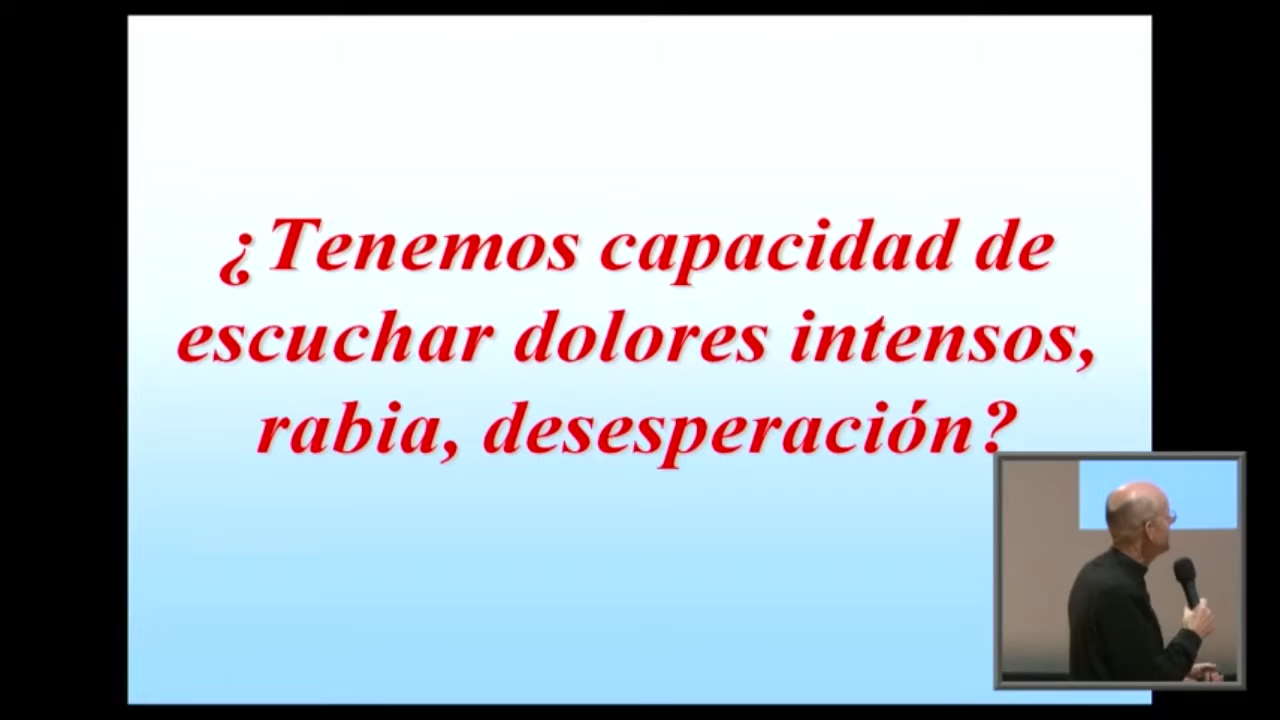 ¿Tenemos capacidad de
escuchar dolores intensos,
rabia, desesperación?